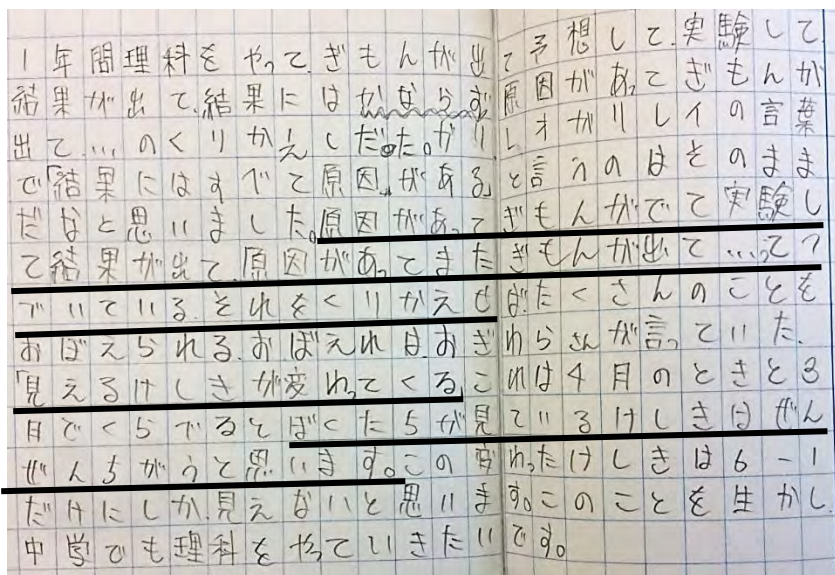 1年間理科をやって、ぎもんが出て予想して、実験して、
結果が出て、結果にはかならず原因があってぎもんが
出て…のくりかえしだった。ガリレオガリレイの言葉
で「結果にはすべて原因がある」と言うのはそのまま
だなと思いました。原因があってぎもんがでて実験し
て結果が出て、原因があってまたぎもんが出て…ってつ
づいている。それをくりかえせばたくさんのことを
おぼえられる。おぼえれば、おぎわらさんが言っていた、
「見えるけしきが変わってくる」これは4月のときと3
月でくらべるとぼくたちが見ているけしきはぜん
ぜんちがうと思います。この変わったけしきは6-1
だけにしか、見えないと思います。このことを生かし、
中学でも理科をやっていきたいです。